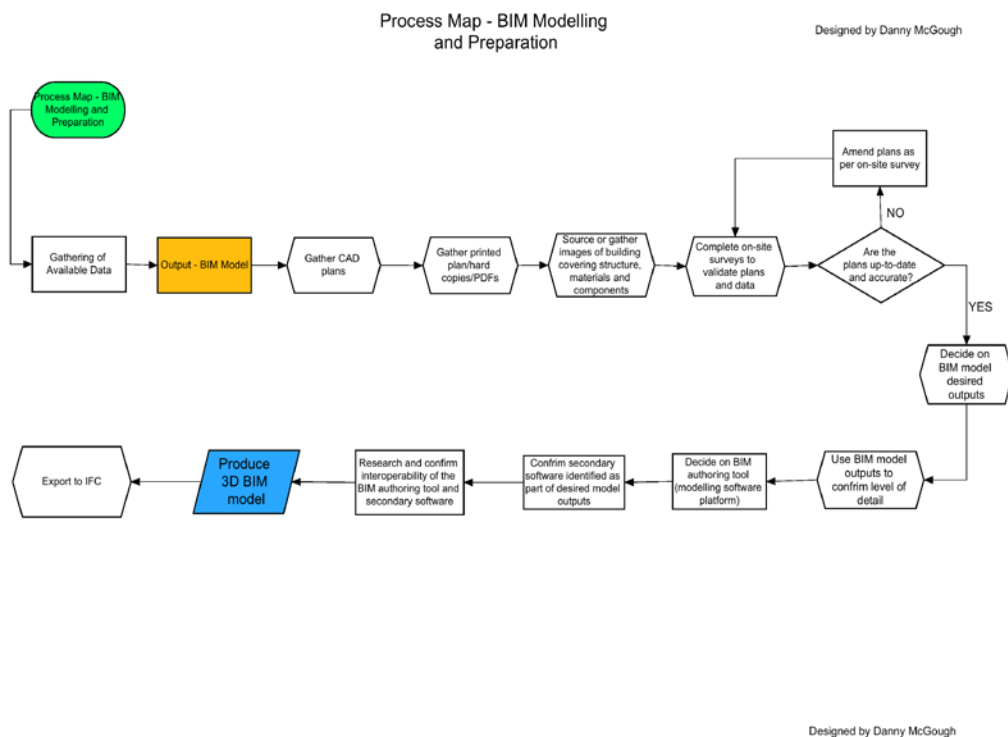 Process Map - BIM Modelling
and Preparation
Designed by Danny McGough
Process Map - BIM
Modelling and
Preparation
Amend plans as
per on-site survey
NO
Gathering of
Available Data
Output - BIM Model
Gather CAD
plans
Gather printed
plan/hard
copies/PDFs
Source or gather
images of building
covering structure,
materials and
components
Complete on-site
surveys to
validate plans
and data
Are the
plans up-to-date
and accurate?
YES
Decide on
BIM model
desired
outputs
Use BIM model
outputs to
confrim level of
detail
Decide on BIM
authoring tool
(modelling software
platform)
Confrim secondary
software identified as
part of desired model
outputs
Research and confirm
interoperability of the
BIM authoring tool and
secondary software
Produce
3D BIM
model
Export to IFC
Designed by Danny McGough